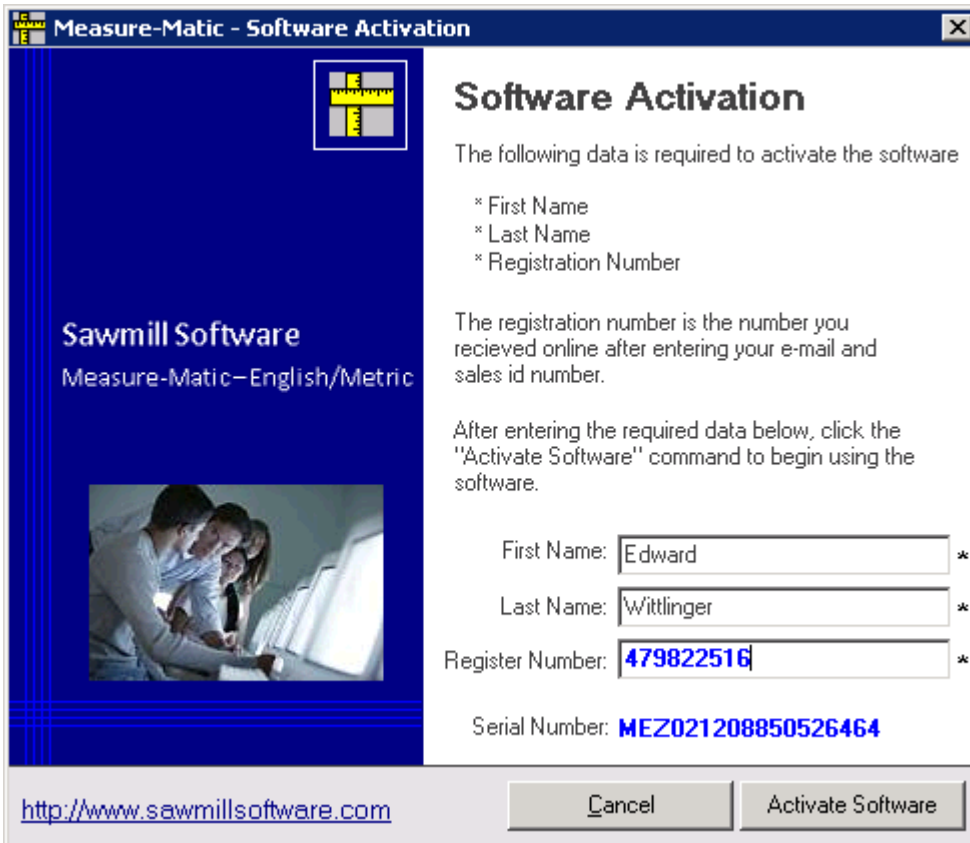 Measure-Matic - Software Activation
Software Activation
The following data is required to activate the software
* First Name
* Last Name
* Registration Number
Sawmill Software
Measure-Matic–English/Metric
The registration number is the number you
recieved online after entering your e-mail and
sales id number.
After entering the required data below, click the
"Activate Software" command to begin using the
software.
First Name: Edward *
Last Name: Wittlinger *
Register Number: 479822516 *
Serial Number: MEZ021208850526464
http://www.sawmillsoftware.com
Cancel
Activate Software